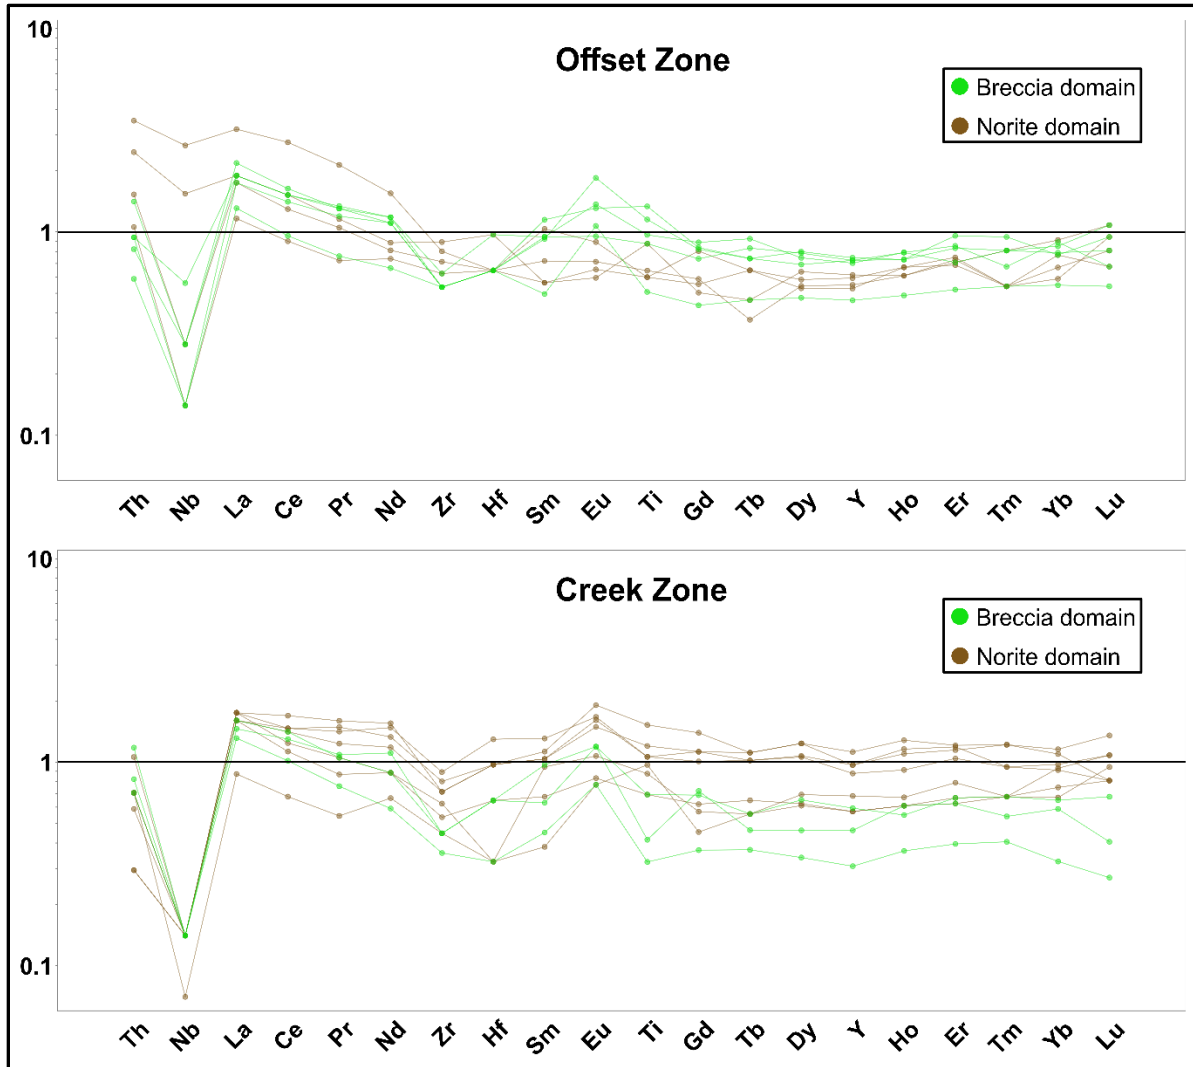 10
Offset Zone
Breccia domain
Norite domain
1
0.1
Th Nb La Ce Pr Nd Zr Hf Sm Eu Ti Gd Tb Dy Y Ho Er Tm Yb Lu
10
Creek Zone
Breccia domain
Norite domain
1
0.1
Th Nb La Ce Pr Nd Zr Hf Sm Eu Ti Gd Tb Dy Y Ho Er Tm Yb Lu